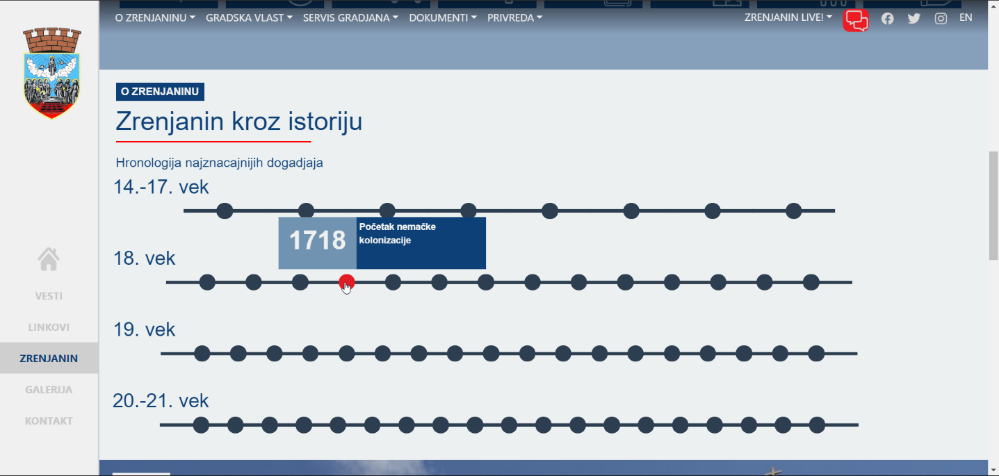 O ZRENJANINU
GRADSKA VLAST
SERVIS GRADJANA
DOKUMENTI
PRIVREDA
ZRENJANIN LIVE!
EN
O ZRENJANINU
Zrenjanin kroz istoriju
Hronologija najznacajnijih dogadjaja
14.-17. vek
1718
Početak nemačke
kolonizacije
18. vek
19. vek
20.-21. vek
VESTI
LINKOVI
ZRENJANIN
GALERIJA
KONTAKT